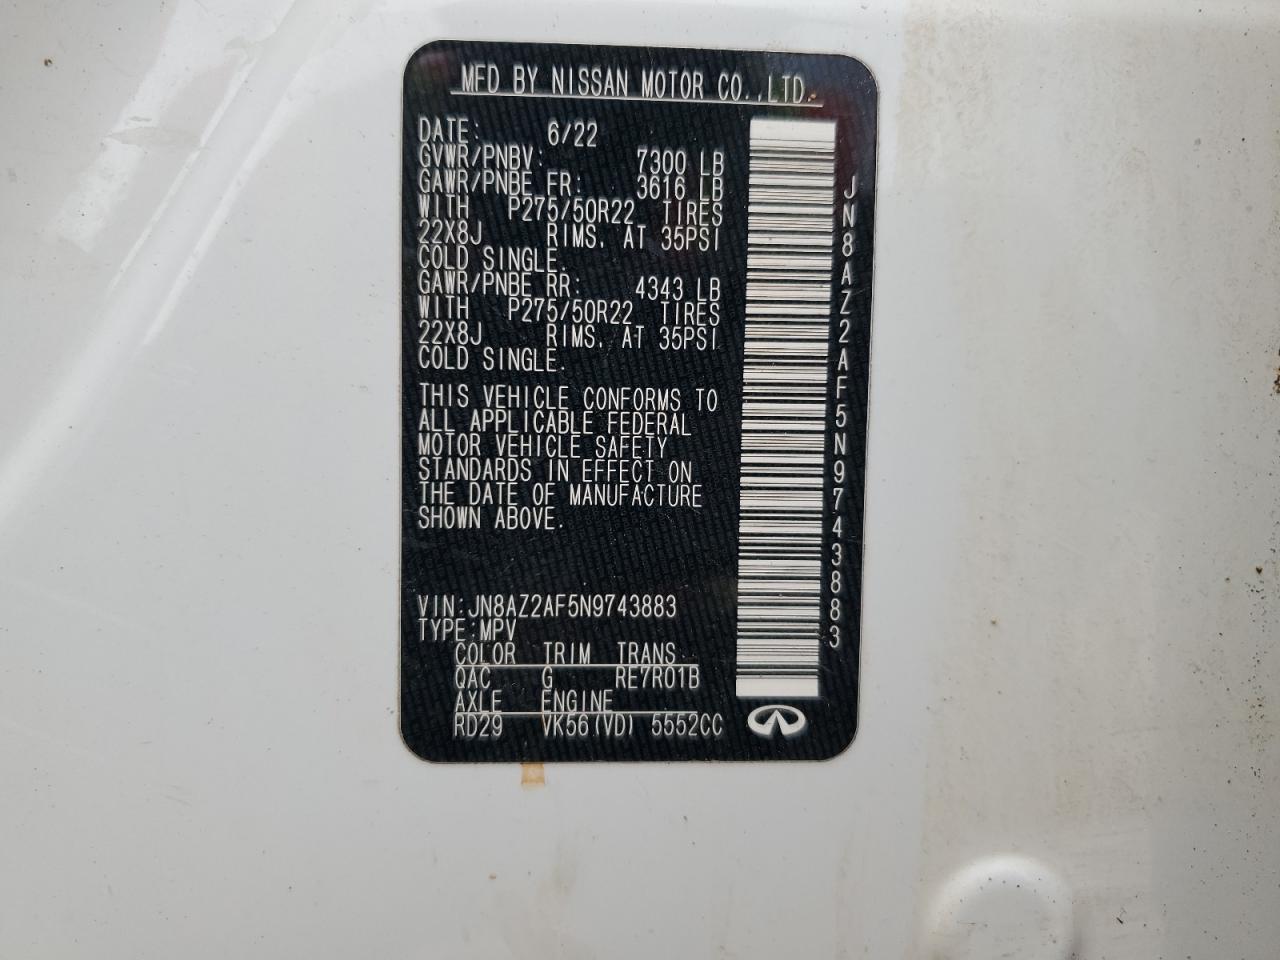 MFD BY NISSAN MOTOR CO.,LTD.
DATE: 6/22
GVWR/PNBV: 7300 LB
GAWR/PNBE FR: 3616 LB
WITH P275/50R22 TIRES
22X8J RIMS. AT 35PSI
COLD SINGLE.
GAWR/PNBE RR: 4343 LB
WITH P275/50R22 TIRES
22X8J RIMS. AT 35PSI
COLD SINGLE.
THIS VEHICLE CONFORMS TO
ALL APPLICABLE FEDERAL
MOTOR VEHICLE SAFETY
STANDARDS IN EFFECT ON
THE DATE OF MANUFACTURE
SHOWN ABOVE.
VIN:JN8AZ2AF5N9743883
TYPE:MPV
COLOR TRIM TRANS
QAC G RE7R01B
AXLE ENGINE
RD29 VK56(VD) 5552CC
JN8AZ2AF5N9743883